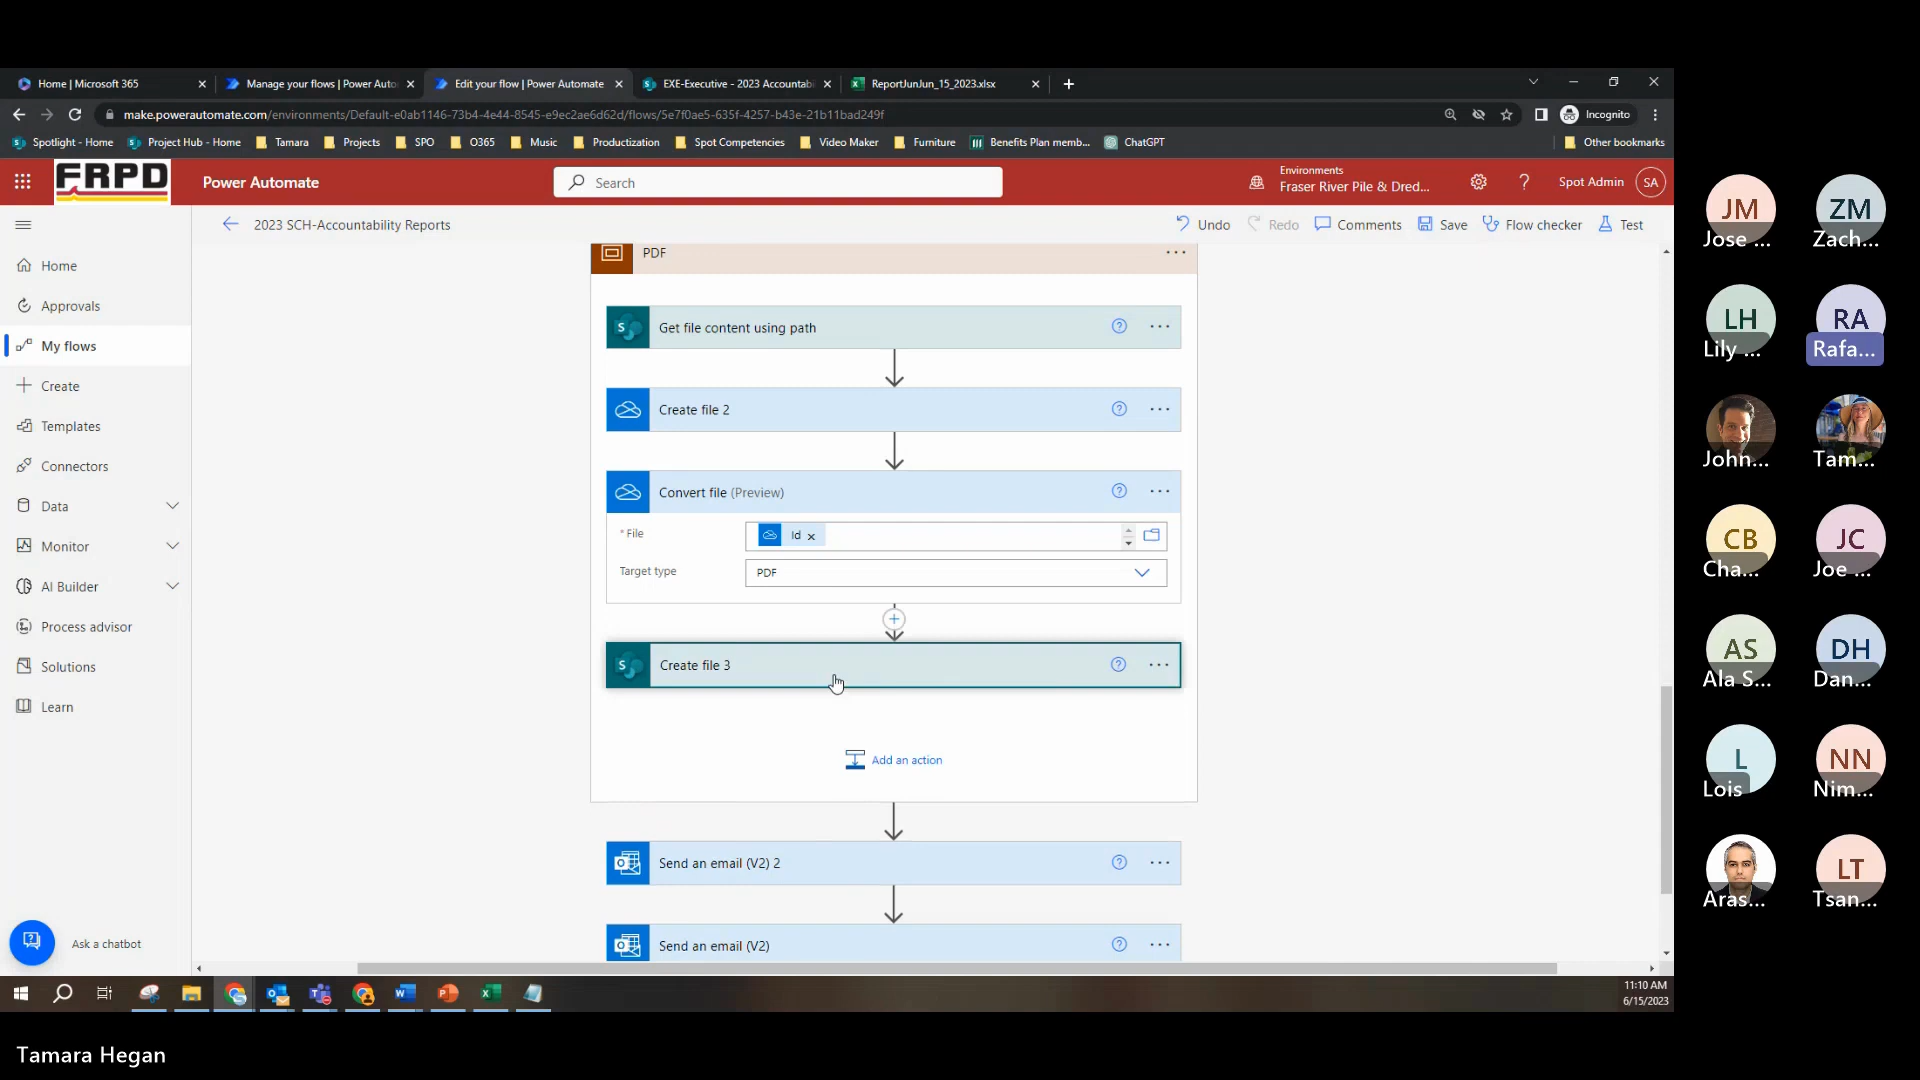 Home | Microsoft 365
Manage your flows | Power Auto
Edit your flow | Power Automate
EXE-Executive - 2023 Accountabi
ReportJunJun_15_2023.xlsx
make.powerautomate.com/environments/Default-e0ab1146-73b4-4e44-8545-e9ec2ae6d62d/flows/5e7f0ae5-635f-4257-b43e-21b11bad249f
Incognito
Spotlight - Home
Project Hub - Home
Tamara
Projects
SPO
O365
Music
Productization
Spot Competencies
Video Maker
Furniture
Benefits Plan memb...
ChatGPT
Other bookmarks
FRPD
Power Automate
Search
Environments
Fraser River Pile & Dred...
Spot Admin
SA
2023 SCH-Accountability Reports
Undo
Redo
Comments
Save
Flow checker
Test
Home
Approvals
My flows
Create
Templates
Connectors
Data
Monitor
AI Builder
Process advisor
Solutions
Learn
Ask a chatbot
PDF
Get file content using path
Create file 2
Convert file (Preview)
* File
Id
Target type
PDF
Create file 3
Add an action
Send an email (V2) 2
Send an email (V2)
11:10 AM
6/15/2023
JM
Jose ...
ZM
Zach...
LH
Lily ...
RA
Rafa...
John...
Tam...
CB
Cha...
JC
Joe ...
AS
Ala S...
DH
Dan...
L
Lois
NN
Nim...
Aras...
LT
Tsan...
Tamara Hegan